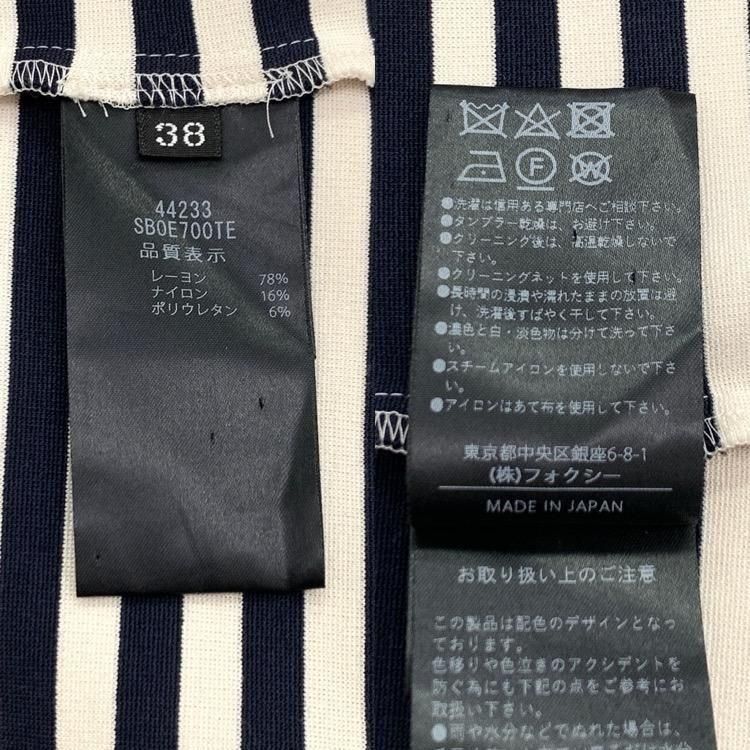 38
44233
SBOE700TE
品質表示
レーヨン 78%
ナイロン 16%
ポリウレタン 6%
F
W
●洗濯は信用ある専門店へご相談下さい。
●タンブラー乾燥は、お避け下さい。
●クリーニング後は、高温乾燥しないで
下さい。
●クリーニングネットを使用して下さい。
●長時間の浸漬や濡れたままの放置は避
け、洗濯後すばやく干して下さい。
●濃色と白・淡色物は分けて洗って下さ
い。
●スチームアイロンを使用しないで下さ
い。
●アイロンはあて布を使用して下さい。
東京都中央区銀座6-8-1
(株)フォクシー
MADE IN JAPAN
お取り扱い上のご注意
この製品は配色のデザインとなっ
ております。
色移りや色泣きのアクシデントを
防ぐ為にも下記の点をご参考にお
取扱い下さい。
●雨や水分などでぬれた場合は、